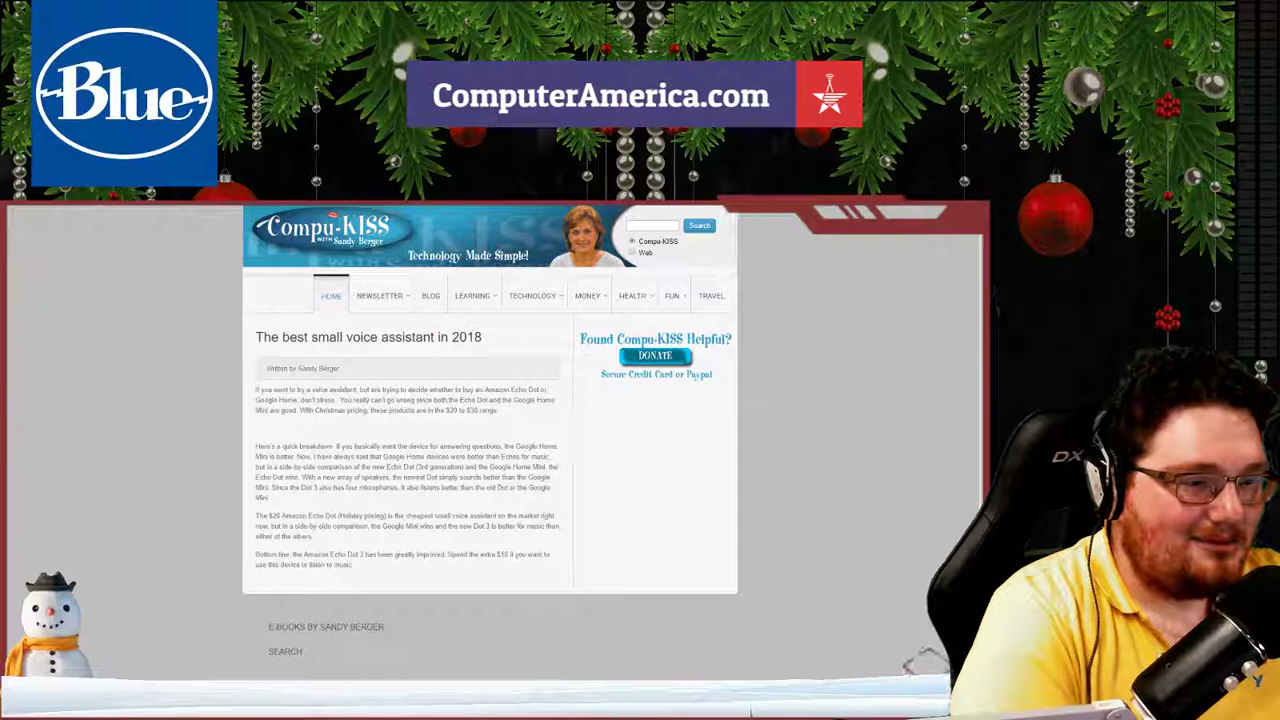 Blue
ComputerAmerica.com
Compu-KISS
WITH Sandy Berger
Technology Made Simple!
Search
Compu-KISS
Web
HOME NEWSLETTER BLOG LEARNING TECHNOLOGY MONEY HEALTH FUN TRAVEL
The best small voice assistant in 2018
Found Compu-KISS Helpful?
DONATE
Secure Credit Card or Paypal
Written by Sandy Berger
If you want to try a voice assistant, but are trying to decide whether to buy an Amazon Echo Dot or
Google Home, don't stress. You really can't go wrong since both the Echo Dot and the Google Home
Mini are good. With Christmas pricing, these products are in the $20 to $30 range
Here's a quick breakdown. If you basically want the device for answering questions, the Google Home
Mini is better. Now, I have always said that Google Home devices were better than Echos for music,
but in a side-by-side comparison of the new Echo Dot (3rd generation) and the Google Home Mini, the
Echo Dot wins. With a new array of speakers, the newest Dot simply sounds better than the Google
Mini. Since the Dot 3 also has four microphones, it also listens better than the old Dot or the Google
Mini.
The $20 Amazon Echo Dot (Holiday pricing) is the cheapest small voice assistant on the market right
now, but in a side-by-side comparison, the Google Mini wins and the new Dot 3 is better for music than
either of the others.
Bottom line, the Amazon Echo Dot 3 has been greatly improved. Spend the extra $10 if you want to
use this device to listen to music
E-BOOKS BY SANDY BERGER
SEARCH
DX